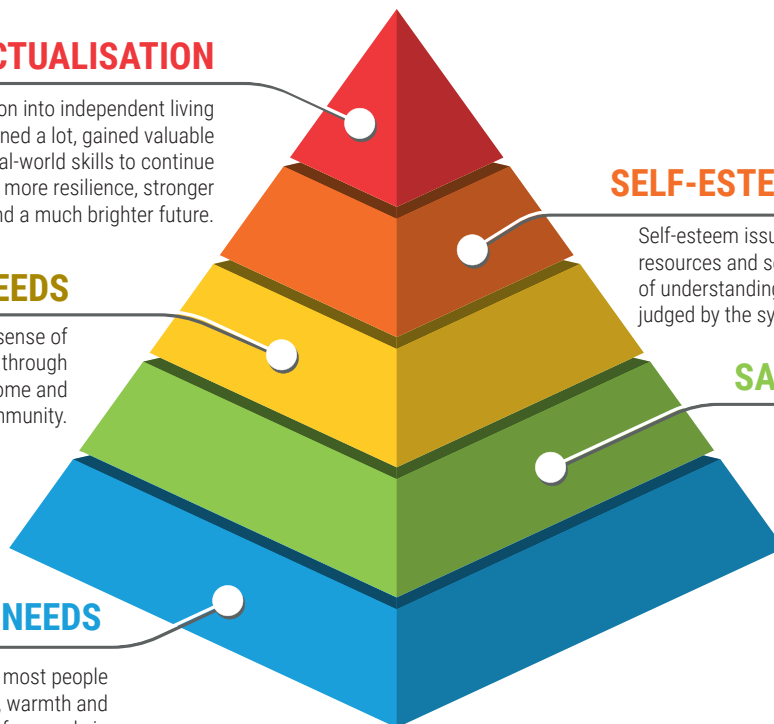 CTUALISATION
on into independent living
ned a lot, gained valuable
al-world skills to continue
more resilience, stronger
nd a much brighter future.
SELF-ESTE
Self-esteem issu
resources and se
of understanding
judged by the sy
EEDS
sense of
through
ome and
mmunity.
SA
NEEDS
most people
warmth and